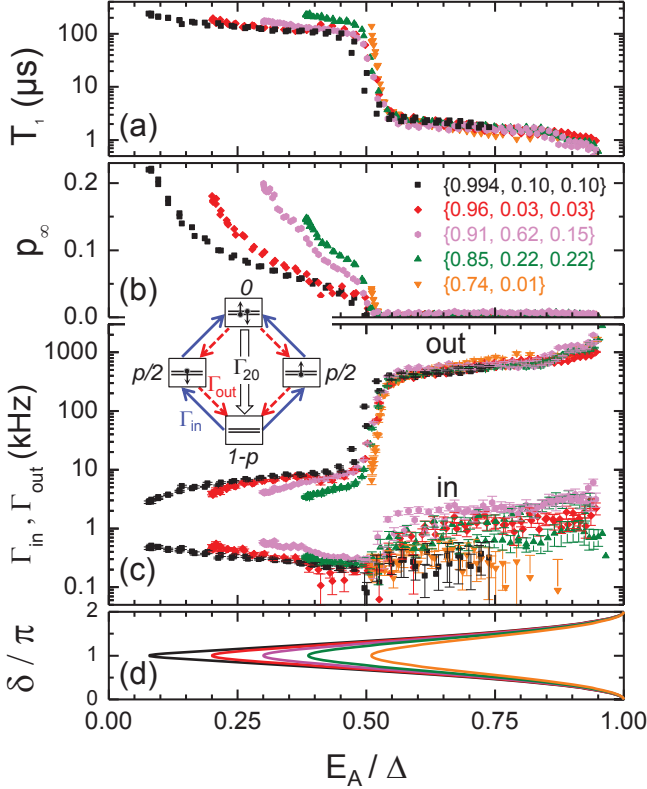 T₁ (μs)
100
10
1
(a)
p∞
0.2
0.1
0.0
(b)
{0.994, 0.10, 0.10}
{0.96, 0.03, 0.03}
{0.91, 0.62, 0.15}
{0.85, 0.22, 0.22}
{0.74, 0.01}
0
p/2
Γ₂₀
p/2
Γout
Γin
1-p
out
in
Γin , Γout (kHz)
1000
100
10
1
0.1
(c)
δ / π
2
1
0
(d)
0.00 0.25 0.50 0.75 1.00
E_A / Δ